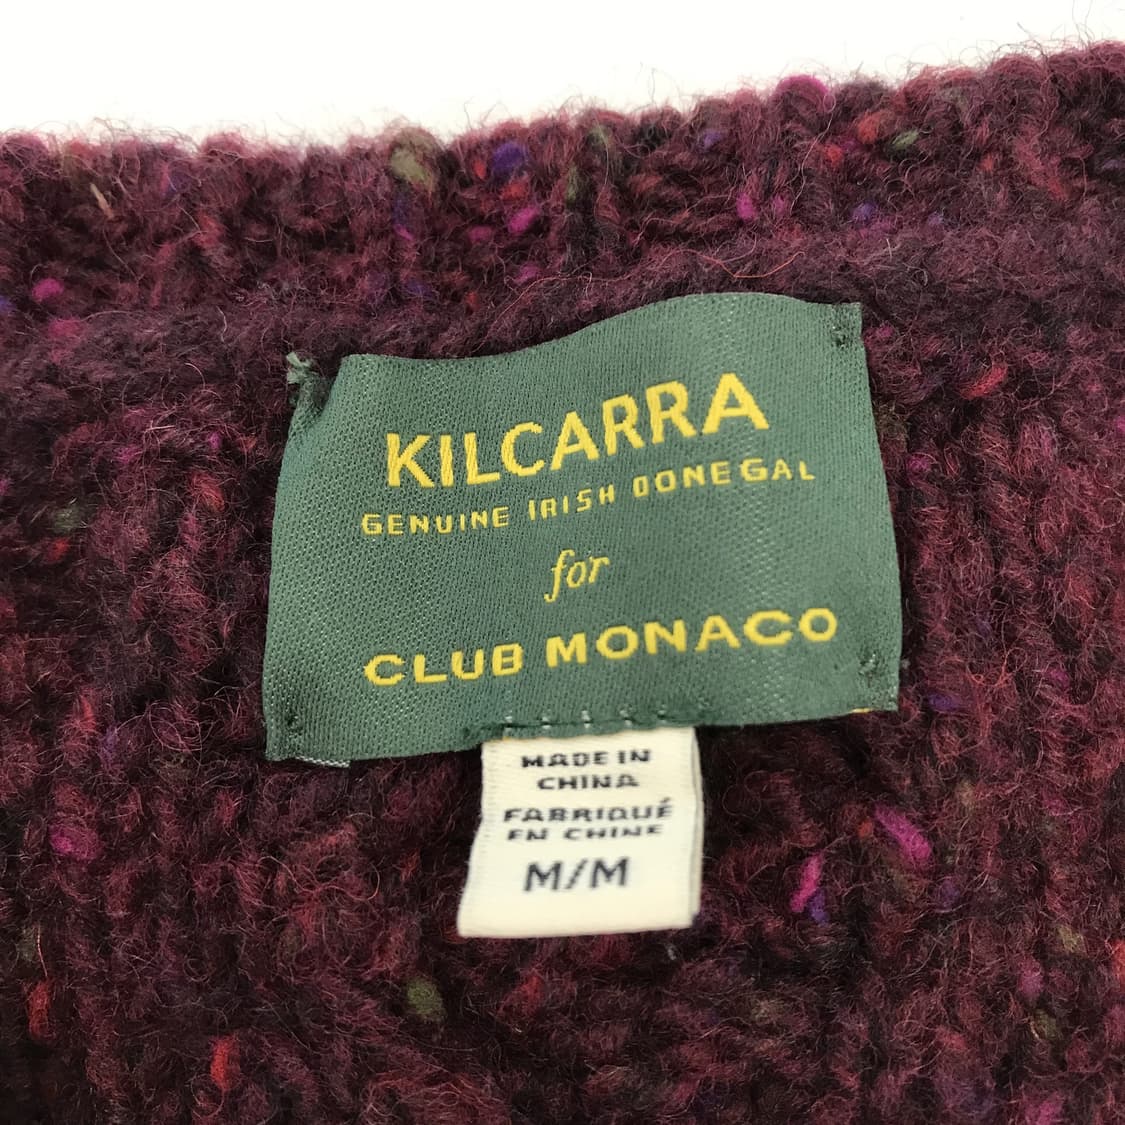 KILCARRA
GENUINE IRISH DONEGAL
for
CLUB MONACO
MADE IN
CHINA
FABRIQUÉ
EN CHINE
M/M